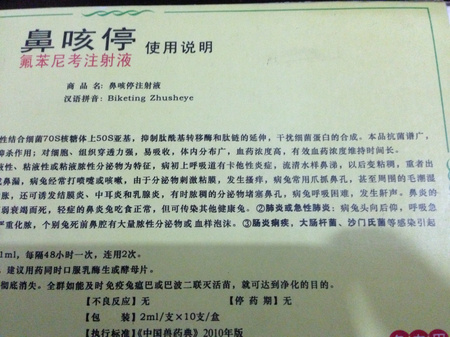 鼻咳停 使用说明
氟苯尼考注射液
商 品 名: 鼻咳停注射液
汉语拼音: Biketing Zhusheye
性结合细菌70S核糖体上50S亚基，抑制肽酰基转移酶和肽链的延伸，干扰细菌蛋白的合成。本品抗菌谱广，
抑杀作用；对细胞、组织穿透力强，易吸收，体内分布广，血药浓度高，有效血药浓度维持时间长。
液性、粘液性或粘液脓性分泌物为特征，病初上呼吸道有卡他性炎症，流清水样鼻涕，以后变粘稠，重者出
或鼻漏，病兔经常打喷嚏或咳嗽，由于分泌物刺激粘膜，发生搔痒，病兔常用爪抓鼻孔，甚至周围的毛潮湿
胀，还可诱发结膜炎、中耳炎和乳腺炎，有时脓稠的分泌物堵塞鼻孔，病兔呼吸困难，发生鼾声。鼻炎的
弱衰竭而死，轻症的鼻炎兔吃食正常，但可传染其他健康兔。②肺炎或急性肺炎：病兔头向后仰，呼吸急
严重化脓，个别兔死前鼻腔有大量脓性分泌物或血样泡沫。③肠炎痢疾，大肠杆菌、沙门氏菌等感染引起
1ml，每隔48小时一次，连用2次。
，建议用药同时口服乳酶生或酵母片。
彻底消失。全群如能及时免疫兔瘟巴或巴波二联灭活苗，就可达到净化的目的。
【不良反应】无 【停 药 期】无
【包 装】2ml/支×10支/盒
【执行标准】《中国兽药典》2010年版